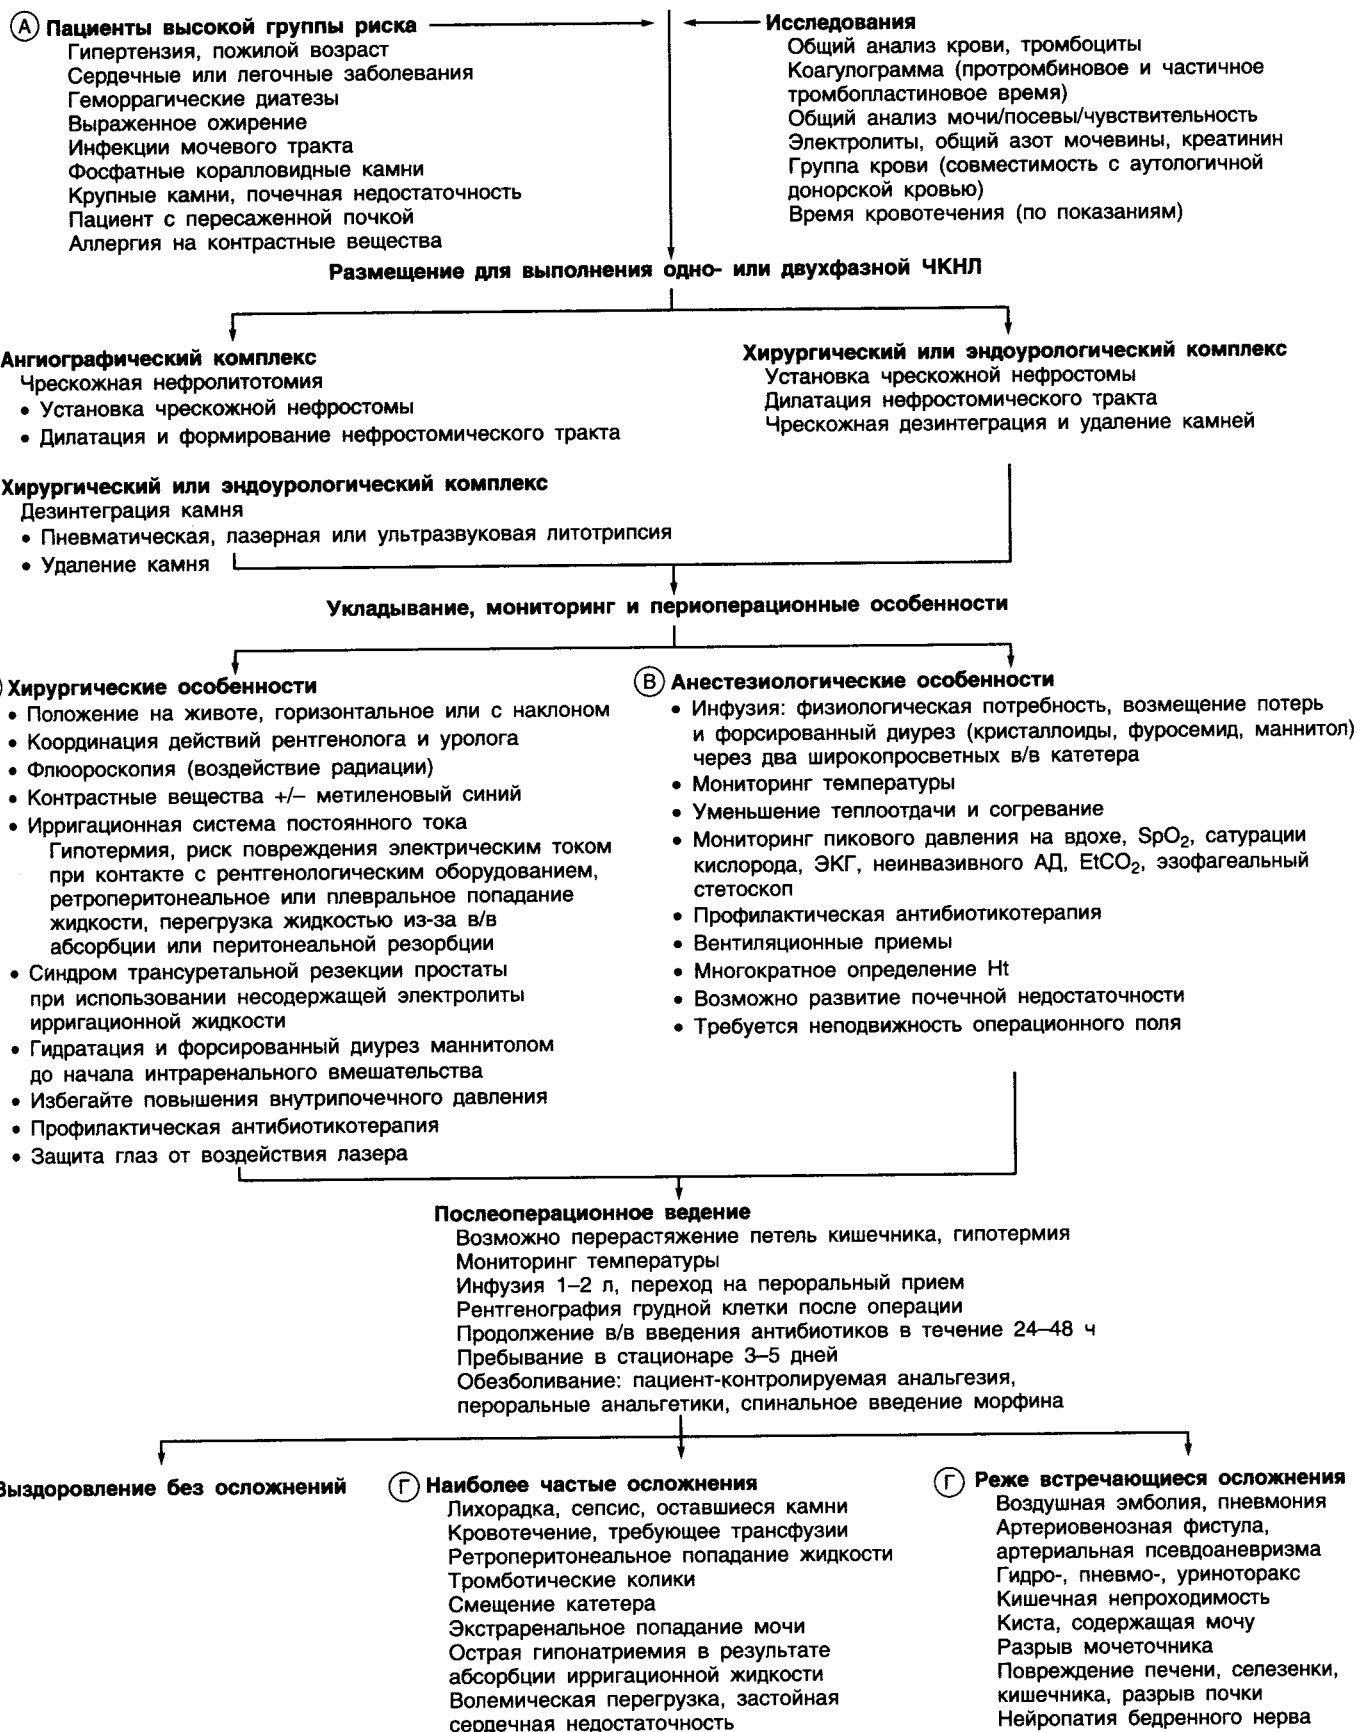 А Пациенты высокой группы риска
Гипертензия, пожилой возраст
Сердечные или легочные заболевания
Геморрагические диатезы
Выраженное ожирение
Инфекции мочевого тракта
Фосфатные коралловидные камни
Крупные камни, почечная недостаточность
Пациент с пересаженной почкой
Аллергия на контрастные вещества
Исследования
Общий анализ крови, тромбоциты
Коагулограмма (протромбиновое и частичное
тромбопластиновое время)
Общий анализ мочи/посевы/чувствительность
Электролиты, общий азот мочевины, креатинин
Группа крови (совместимость с аутологичной
донорской кровью)
Время кровотечения (по показаниям)
Размещение для выполнения одно- или двухфазной ЧКНЛ
Ангиографический комплекс
Чрескожная нефролитотомия
• Установка чрескожной нефростомы
• Дилатация и формирование нефростомического тракта
Хирургический или эндоурологический комплекс
Дезинтеграция камня
• Пневматическая, лазерная или ультразвуковая литотрипсия
• Удаление камня
Хирургический или эндоурологический комплекс
Установка чрескожной нефростомы
Дилатация нефростомического тракта
Чрескожная дезинтеграция и удаление камней
Укладывание, мониторинг и периоперационные особенности
Хирургические особенности
• Положение на животе, горизонтальное или с наклоном
• Координация действий рентгенолога и уролога
• Флюороскопия (воздействие радиации)
• Контрастные вещества +/– метиленовый синий
• Ирригационная система постоянного тока
Гипотермия, риск повреждения электрическим током
при контакте с рентгенологическим оборудованием,
ретроперитонеальное или плевральное попадание
жидкости, перегрузка жидкостью из-за в/в
абсорбции или перитонеальной резорбции
• Синдром трансуретальной резекции простаты
при использовании несодержащей электролиты
ирригационной жидкости
• Гидратация и форсированный диурез маннитолом
до начала интраренального вмешательства
• Избегайте повышения внутрипочечного давления
• Профилактическая антибиотикотерапия
• Защита глаз от воздействия лазера
В Анестезиологические особенности
• Инфузия: физиологическая потребность, возмещение потерь
и форсированный диурез (кристаллоиды, фуросемид, маннитол)
через два широкопросветных в/в катетера
• Мониторинг температуры
• Уменьшение теплоотдачи и согревание
• Мониторинг пикового давления на вдохе, SpO₂, сатурации
кислорода, ЭКГ, неинвазивного АД, EtCO₂, эзофагеальный
стетоскоп
• Профилактическая антибиотикотерапия
• Вентиляционные приемы
• Многократное определение Ht
• Возможно развитие почечной недостаточности
• Требуется неподвижность операционного поля
Послеоперационное ведение
Возможно перерастяжение петель кишечника, гипотермия
Мониторинг температуры
Инфузия 1–2 л, переход на пероральный прием
Рентгенография грудной клетки после операции
Продолжение в/в введения антибиотиков в течение 24–48 ч
Пребывание в стационаре 3–5 дней
Обезболивание: пациент-контролируемая анальгезия,
пероральные анальгетики, спинальное введение морфина
Выздоровление без осложнений
Г Наиболее частые осложнения
Лихорадка, сепсис, оставшиеся камни
Кровотечение, требующее трансфузии
Ретроперитонеальное попадание жидкости
Тромботические колики
Смещение катетера
Экстраренальное попадание мочи
Острая гипонатриемия в результате
абсорбции ирригационной жидкости
Волемическая перегрузка, застойная
сердечная недостаточность
Г Реже встречающиеся осложнения
Воздушная эмболия, пневмония
Артериовенозная фистула,
артериальная псевдоаневризма
Гидро-, пневмо-, уриноторакс
Кишечная непроходимость
Киста, содержащая мочу
Разрыв мочеточника
Повреждение печени, селезенки,
кишечника, разрыв почки
Нейропатия бедренного нерва